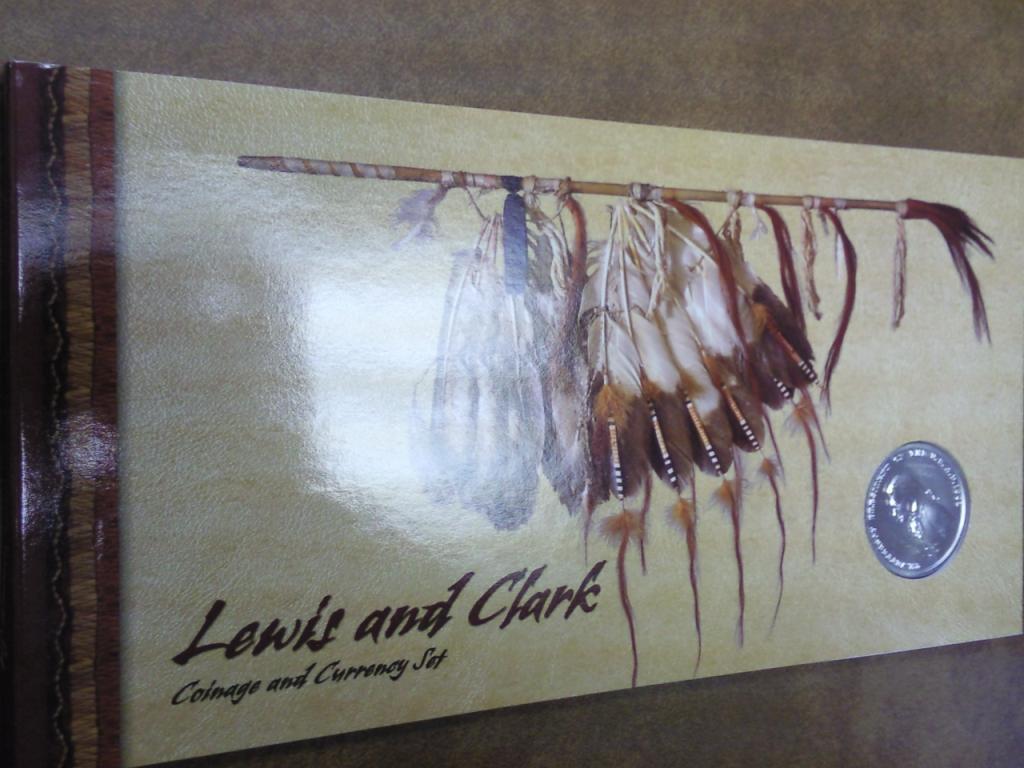 Lewis and Clark
Coinage and Currency Set